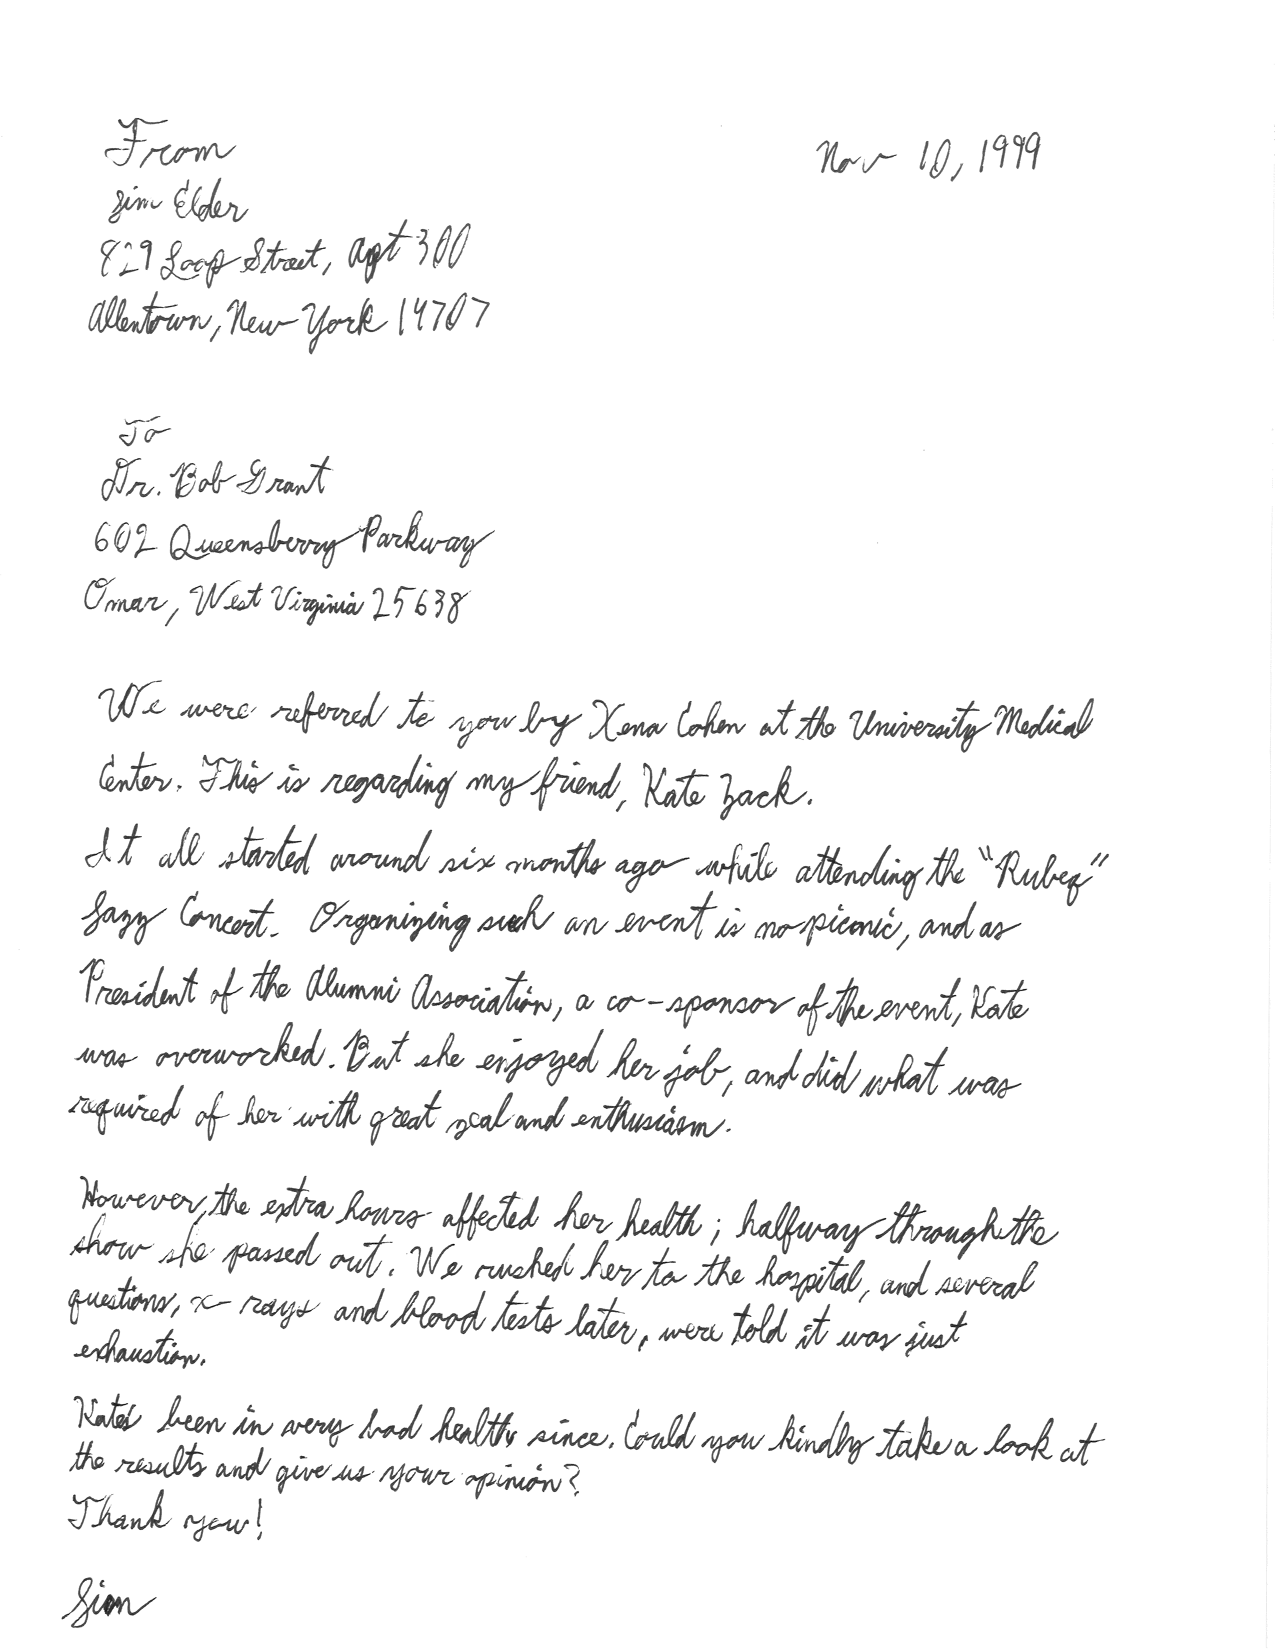 From
Nov 10, 1999
Jim Elder
829 Loop Street, Apt 300
Allentown, New York 14707
To
Dr. Bob Grant
602 Queensberry Parkway
Omar, West Virginia 25638
We were referred to you by Xena Cohen at the University Medical
Center. This is regarding my friend, Kate Zack.
It all started around six months ago while attending the "Rubeq"
Jazz Concert. Organizing such an event is no piconic, and as
President of the Alumni Association, a co-sponsor of the event, Kate
was overworked. But she enjoyed her job, and did what was
required of her with great zeal and enthusiasm.
However, the extra hours affected her health; halfway through the
show she passed out. We rushed her to the hospital, and several
questions, x-rays and blood tests later, were told it was just
exhaustion.
Kate's been in very bad health since. Could you kindly take a look at
the results and give us your opinion?
Thank you!
Jim